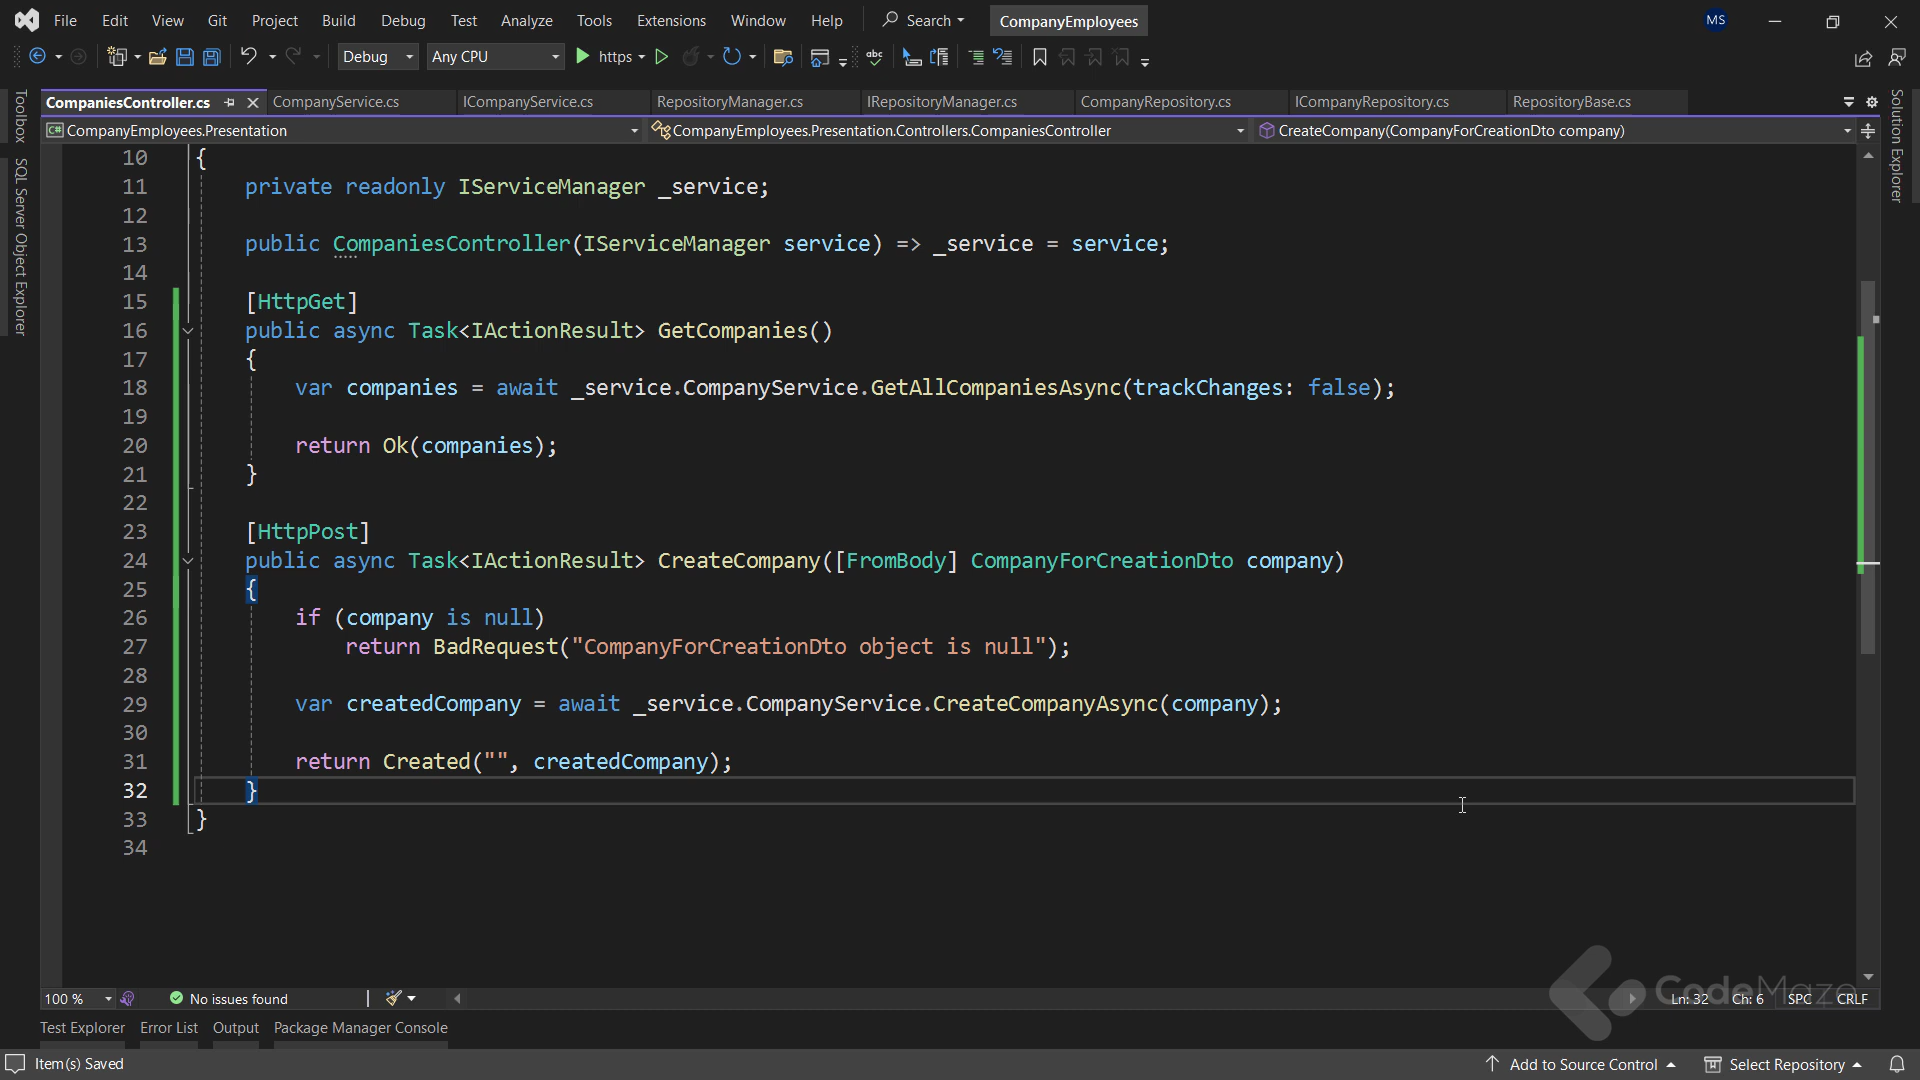 File Edit View Git Project Build Debug Test Analyze Tools Extensions Window Help Search CompanyEmployees MS
Debug Any CPU https
CompaniesController.cs CompanyService.cs ICompanyService.cs RepositoryManager.cs IRepositoryManager.cs CompanyRepository.cs ICompanyRepository.cs RepositoryBase.cs
CompanyEmployees.Presentation CompanyEmployees.Presentation.Controllers.CompaniesController CreateCompany(CompanyForCreationDto company)
Toolbox
SQL Server Object Explorer
Solution Explorer
10 {
11 private readonly IServiceManager _service;
12
13 public CompaniesController(IServiceManager service) => _service = service;
14
15 [HttpGet]
16 public async Task<IActionResult> GetCompanies()
17 {
18 var companies = await _service.CompanyService.GetAllCompaniesAsync(trackChanges: false);
19
20 return Ok(companies);
21 }
22
23 [HttpPost]
24 public async Task<IActionResult> CreateCompany([FromBody] CompanyForCreationDto company)
25 {
26 if (company is null)
27 return BadRequest("CompanyForCreationDto object is null");
28
29 var createdCompany = await _service.CompanyService.CreateCompanyAsync(company);
30
31 return Created("", createdCompany);
32 }
33 }
34
100 % No issues found Ln: 32 Ch: 6 SPC CRLF
CodeMaze
Test Explorer Error List Output Package Manager Console
Item(s) Saved Add to Source Control Select Repository